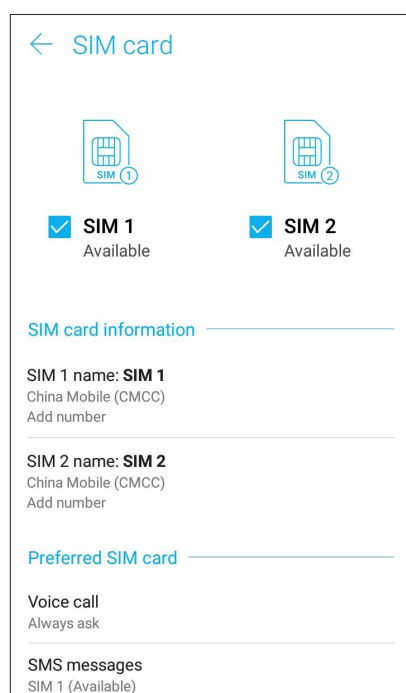 SIM card
SIM 1
SIM 2
SIM 1
Available
SIM 2
Available
SIM card information
SIM 1 name: SIM 1
China Mobile (CMCC)
Add number
SIM 2 name: SIM 2
China Mobile (CMCC)
Add number
Preferred SIM card
Voice call
Always ask
SMS messages
SIM 1 (Available)